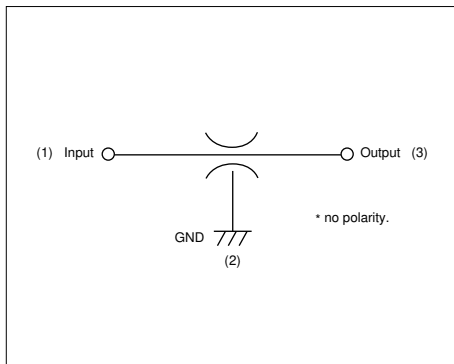 (1) Input Output (3)
* no polarity.
GND
(2)